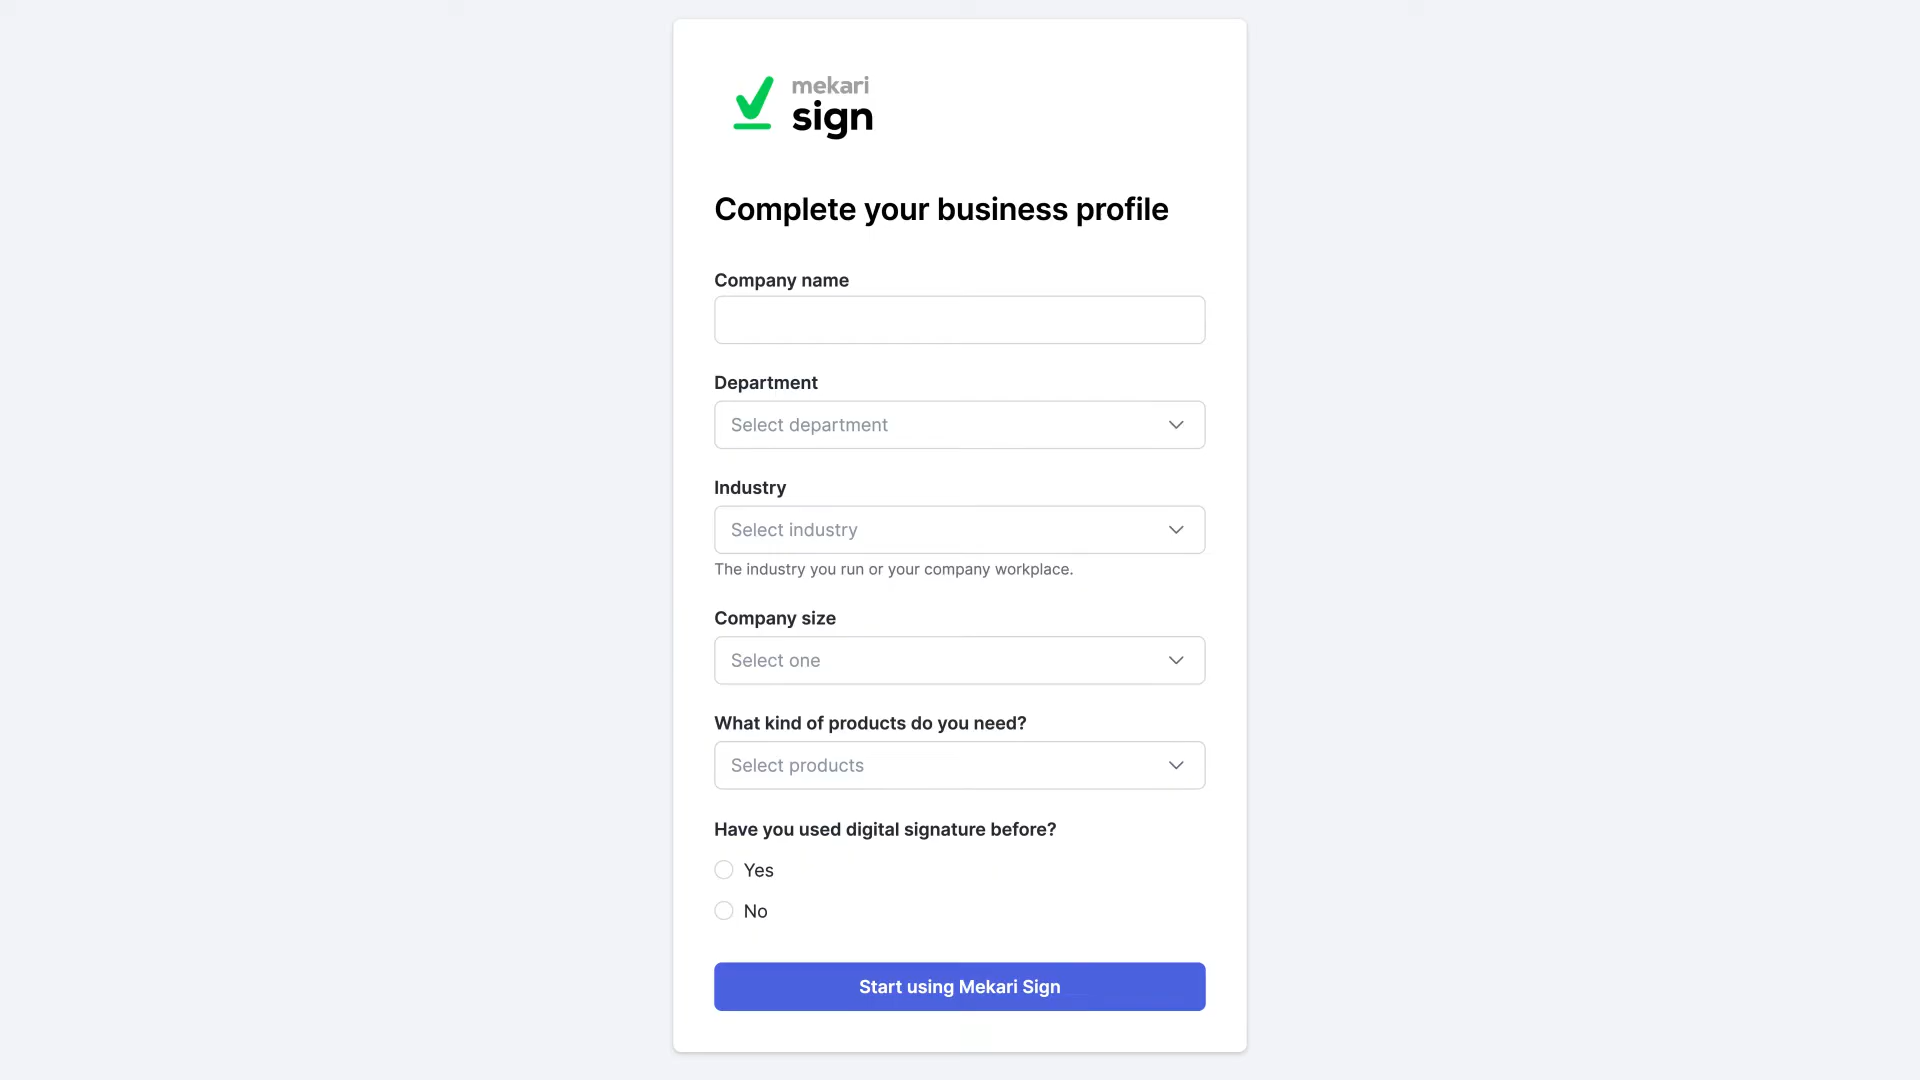 mekari
sign
Complete your business profile
Company name
Department
Select department
Industry
Select industry
The industry you run or your company workplace.
Company size
Select one
What kind of products do you need?
Select products
Have you used digital signature before?
Yes
No
Start using Mekari Sign